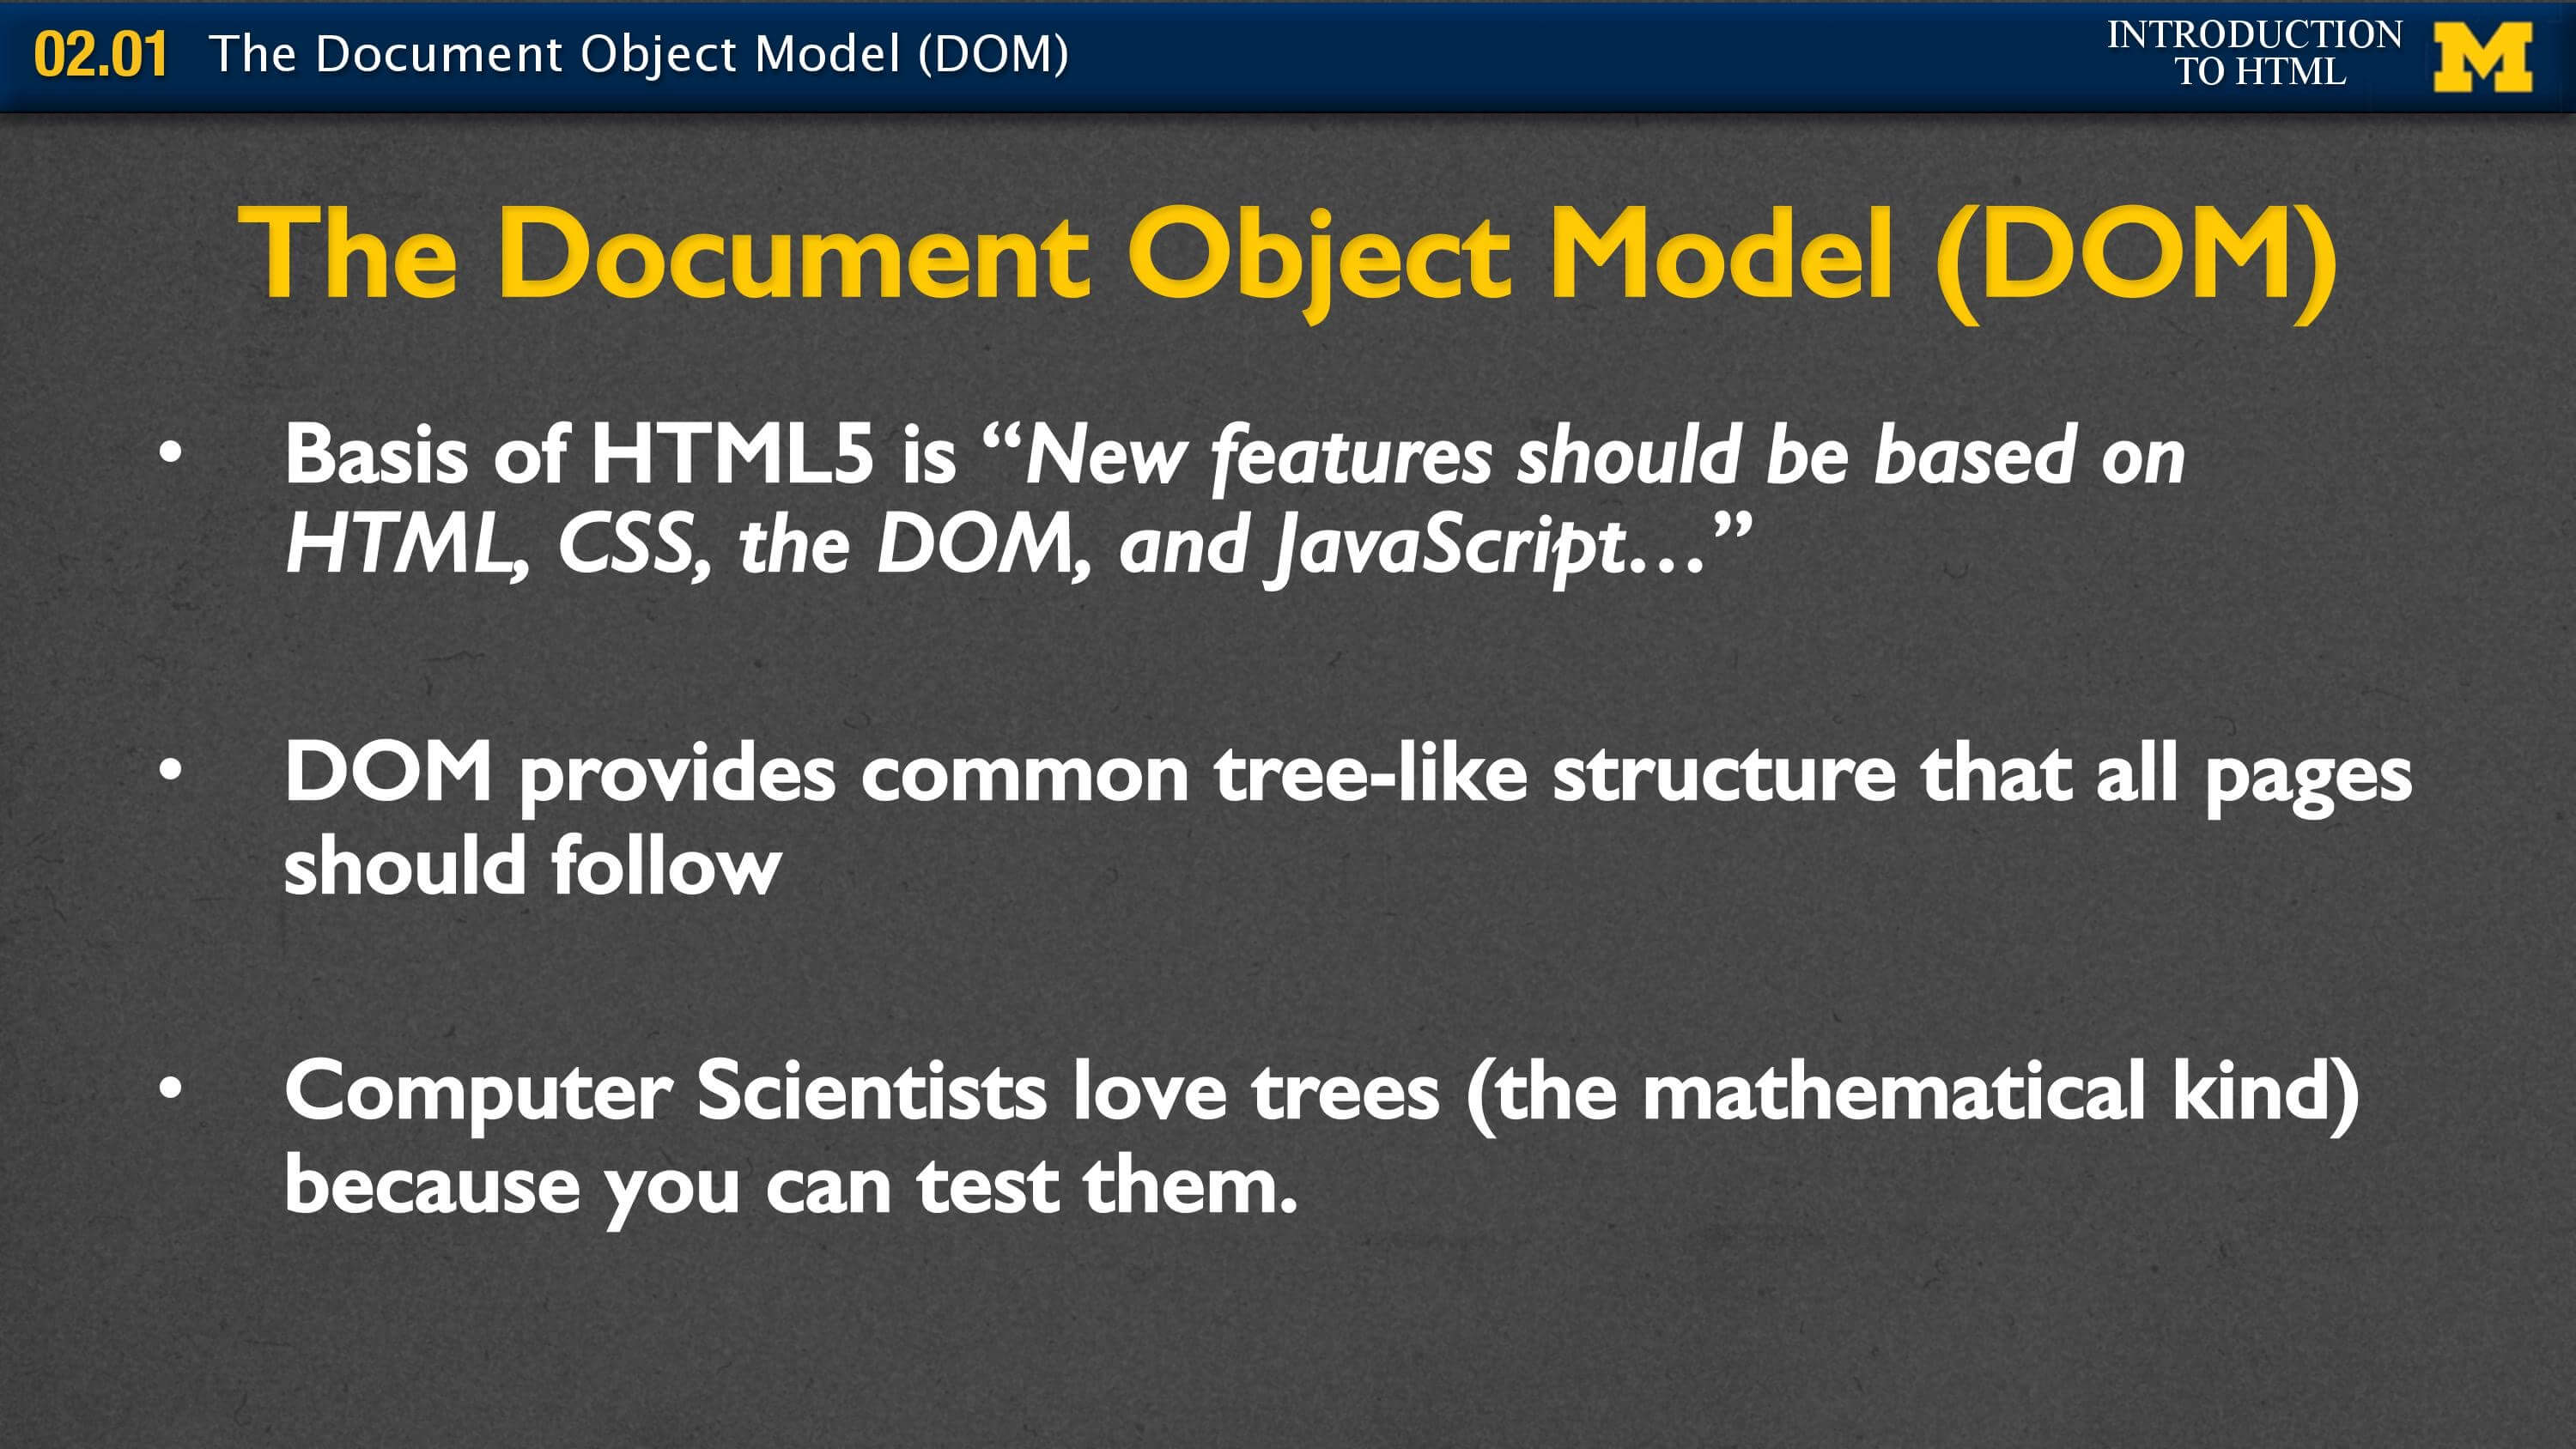 02.01 The Document Object Model (DOM)
INTRODUCTION
TO HTML
M
The Document Object Model (DOM)
• Basis of HTML5 is “New features should be based on
HTML, CSS, the DOM, and JavaScript…”
• DOM provides common tree-like structure that all pages
should follow
• Computer Scientists love trees (the mathematical kind)
because you can test them.